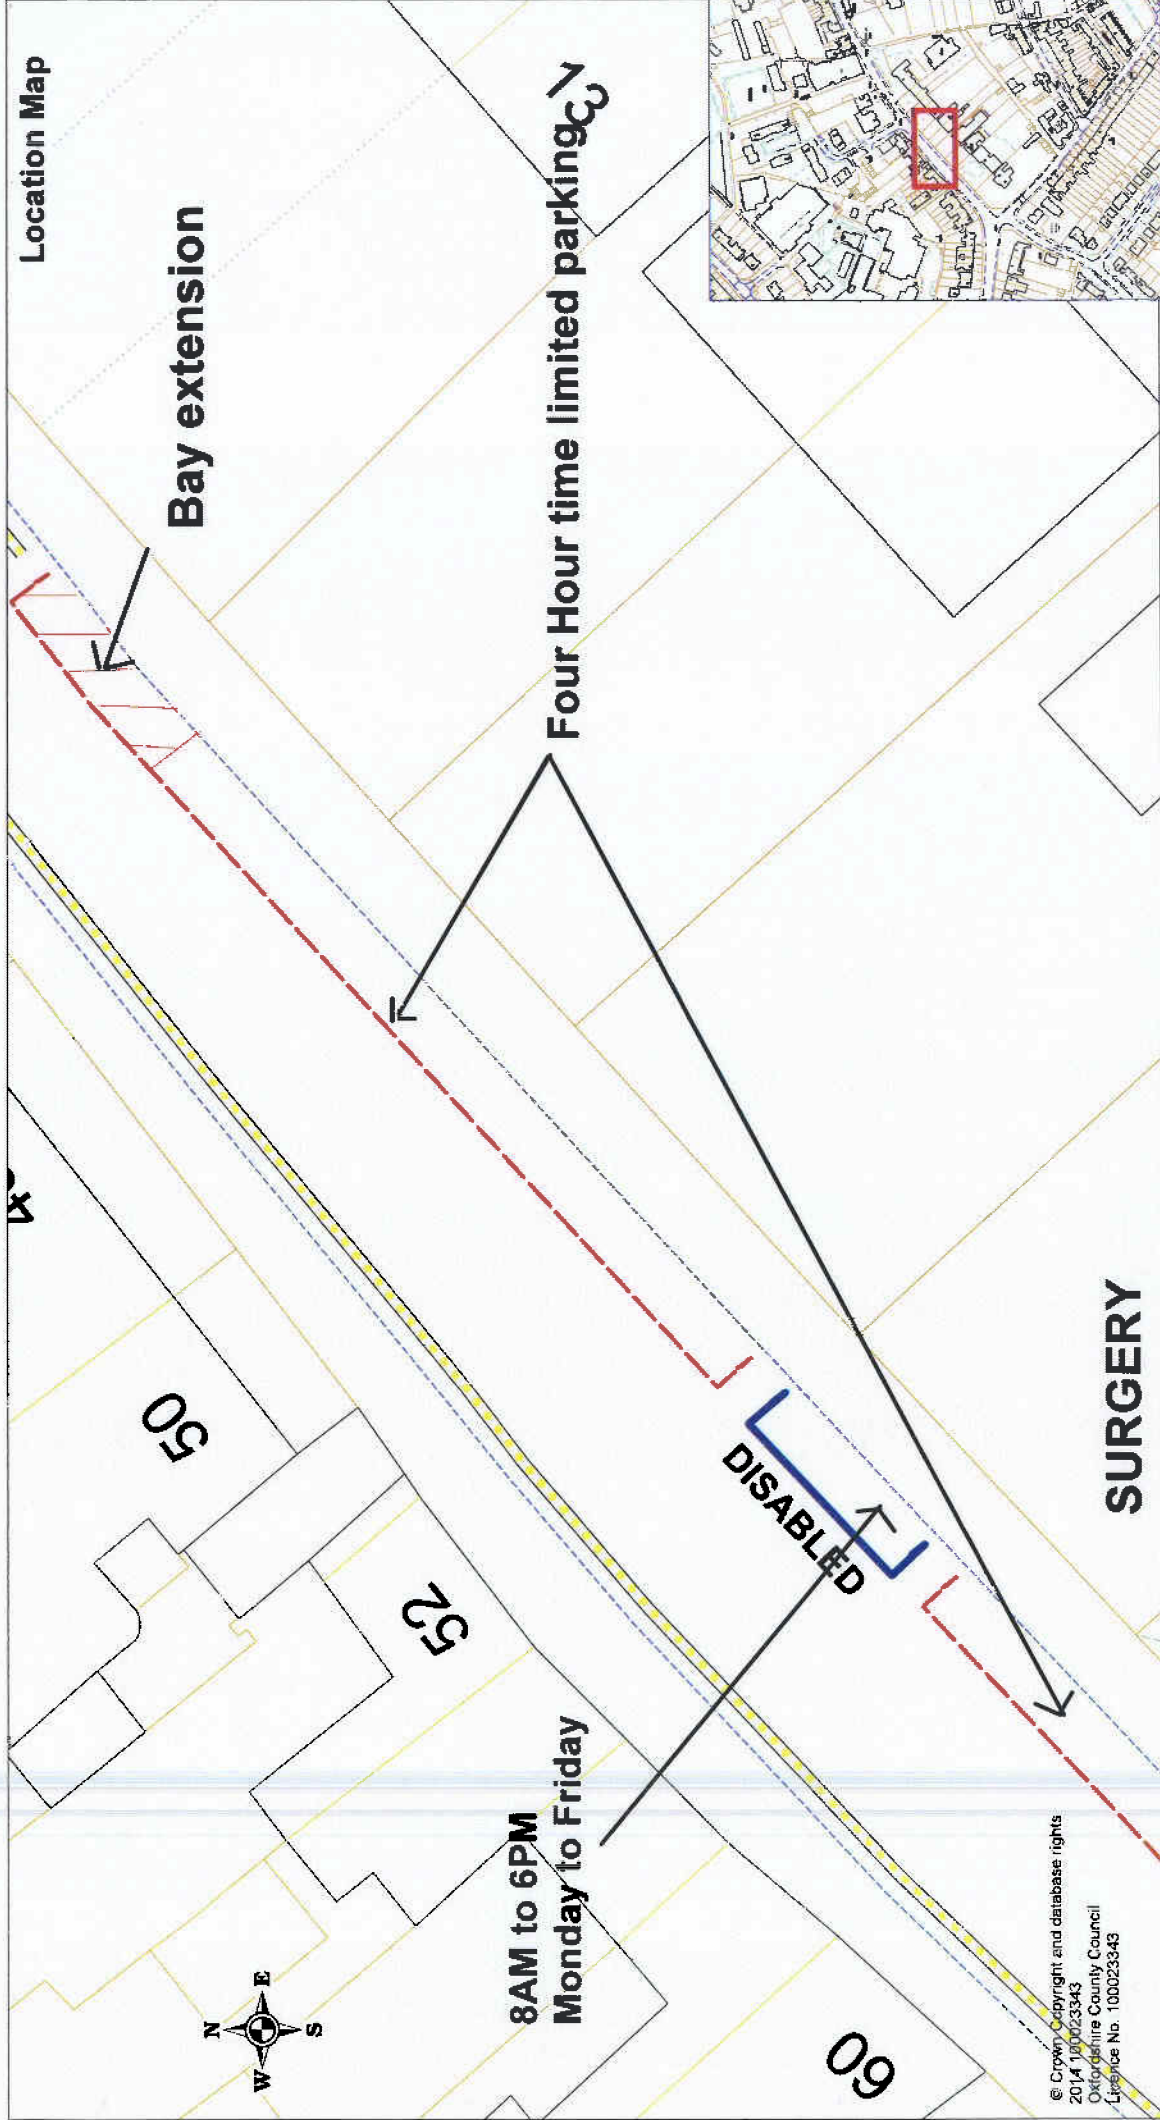 Location Map
Bay extension
Four Hour time limited parking
31
50
52
60
DISABLED
8AM to 6PM
Monday to Friday
SURGERY
N
W
E
S
© Crown Copyright and database rights
2014 100023343
Oxfordshire County Council
Licence No. 100023343